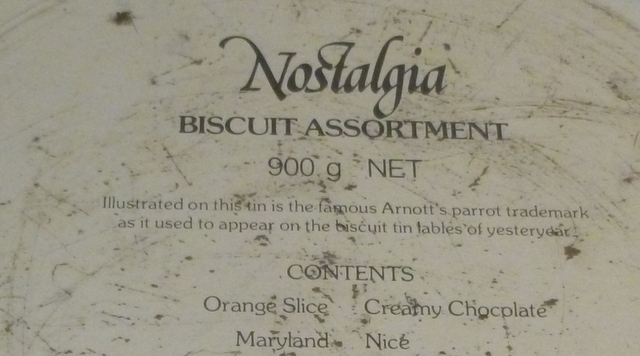 Nostalgia
BISCUIT ASSORTMENT
900 g NET
Illustrated on this tin is the famous Arnott's parrot trademark
as it used to appear on the biscuit tin lables of yesteryear.
CONTENTS
Orange Slice Creamy Chocolate
Maryland Nice